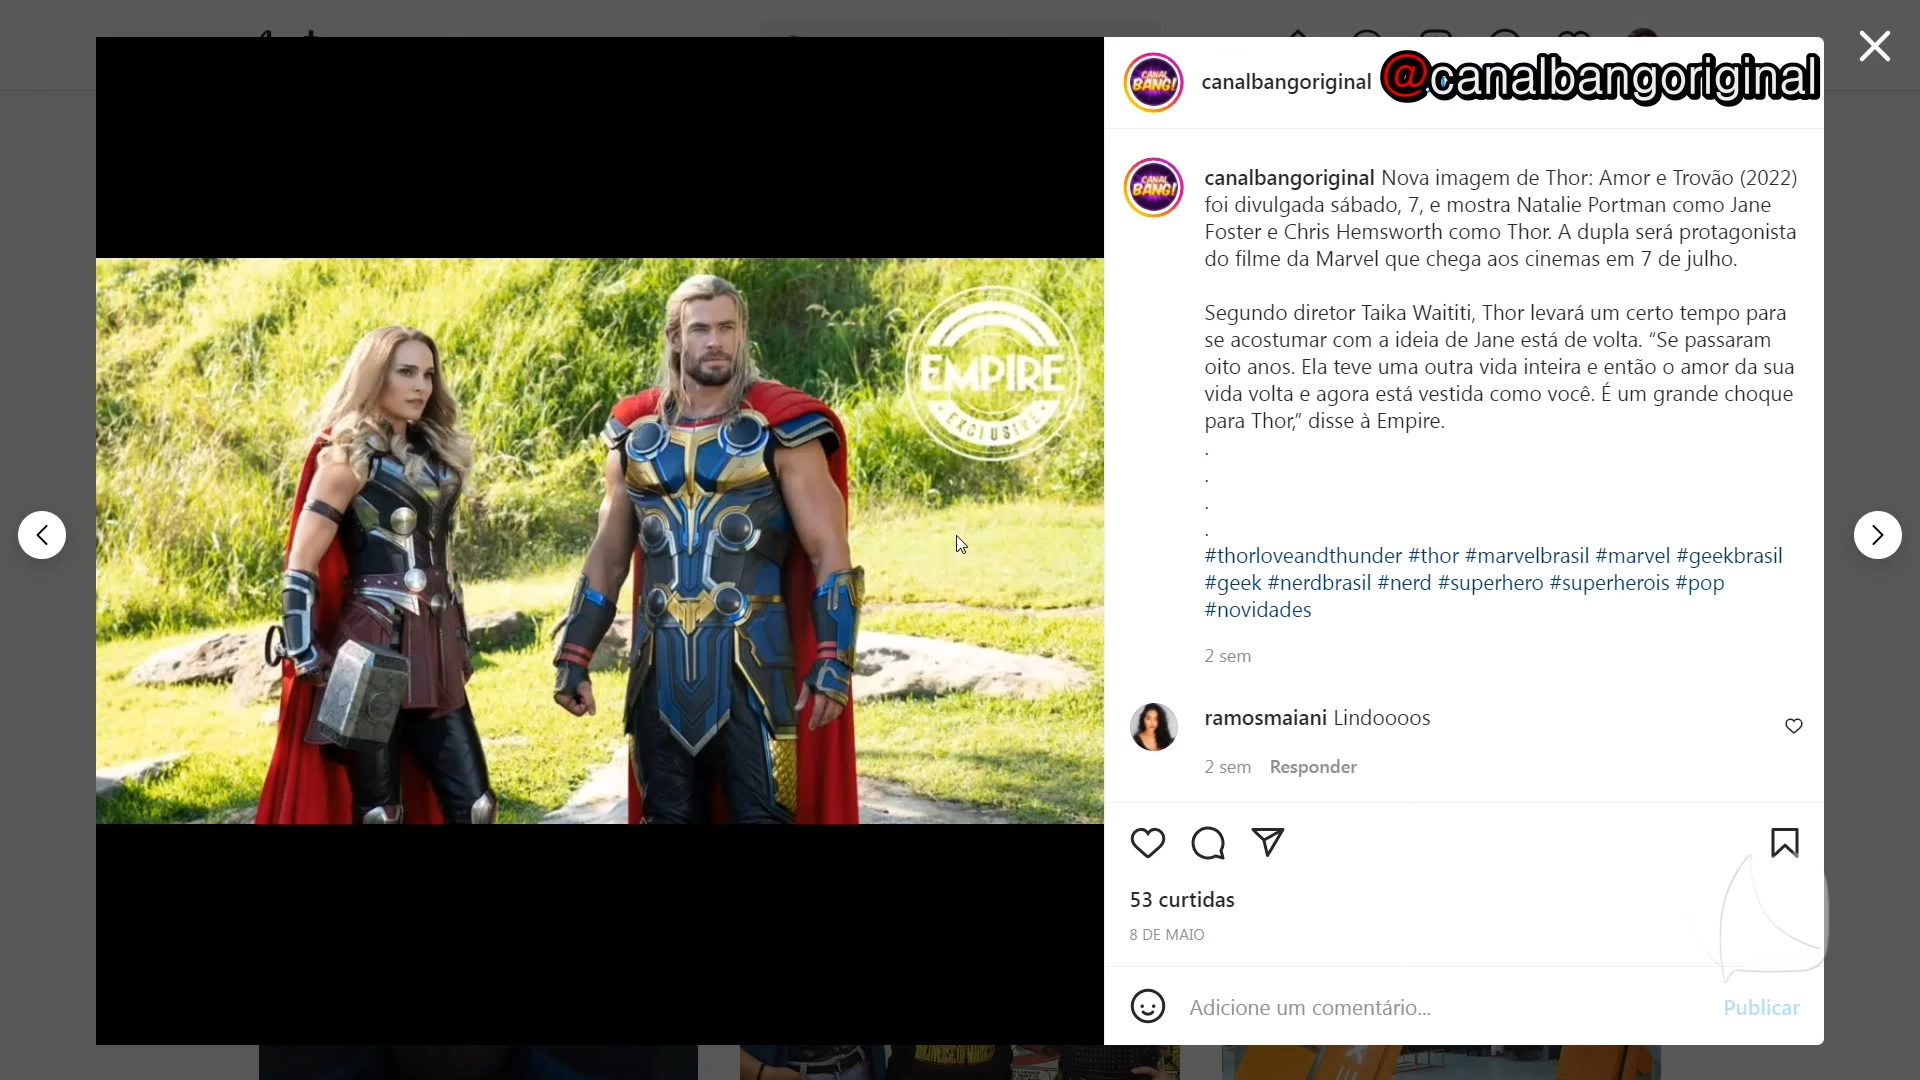 canalbangoriginal
@canalbangoriginal
CANAL
BANG!
EMPIRE
EXCLUSIVE
CANAL
BANG!
canalbangoriginal Nova imagem de Thor: Amor e Trovão (2022)
foi divulgada sábado, 7, e mostra Natalie Portman como Jane
Foster e Chris Hemsworth como Thor. A dupla será protagonista
do filme da Marvel que chega aos cinemas em 7 de julho.
Segundo diretor Taika Waititi, Thor levará um certo tempo para
se acostumar com a ideia de Jane está de volta. “Se passaram
oito anos. Ela teve uma outra vida inteira e então o amor da sua
vida volta e agora está vestida como você. É um grande choque
para Thor,” disse à Empire.
.
.
.
.
#thorloveandthunder #thor #marvelbrasil #marvel #geekbrasil
#geek #nerdbrasil #nerd #superhero #superherois #pop
#novidades
2 sem
ramosmaiani Lindoooos
2 sem Responder
53 curtidas
8 DE MAIO
Adicione um comentário... Publicar